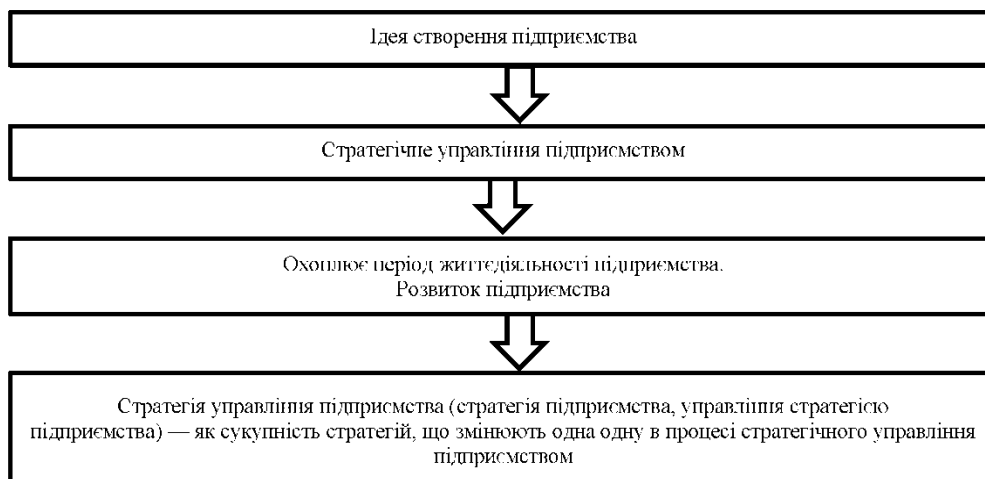 Ідея створення підприємства
Стратегічне управління підприємством
Охоплює період життєдіяльності підприємства.
Розвиток підприємства
Стратегія управління підприємства (стратегія підприємства, управління стратегією
підприємства) — як сукупність стратегій, що змінюють одна одну в процесі стратегічного управління
підприємством